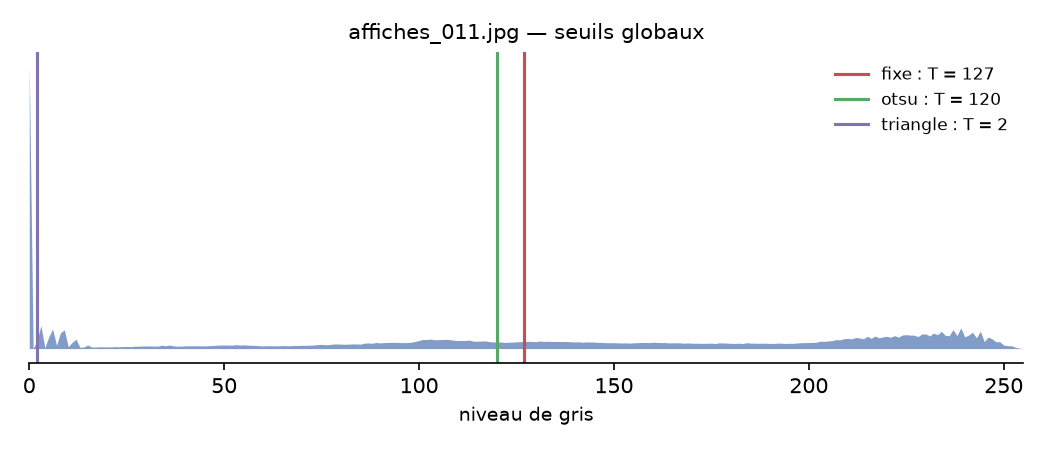 affiches_011.jpg — seuils globaux
fixe : T = 127
otsu : T = 120
triangle : T = 2
0 50 100 150 200 250
niveau de gris